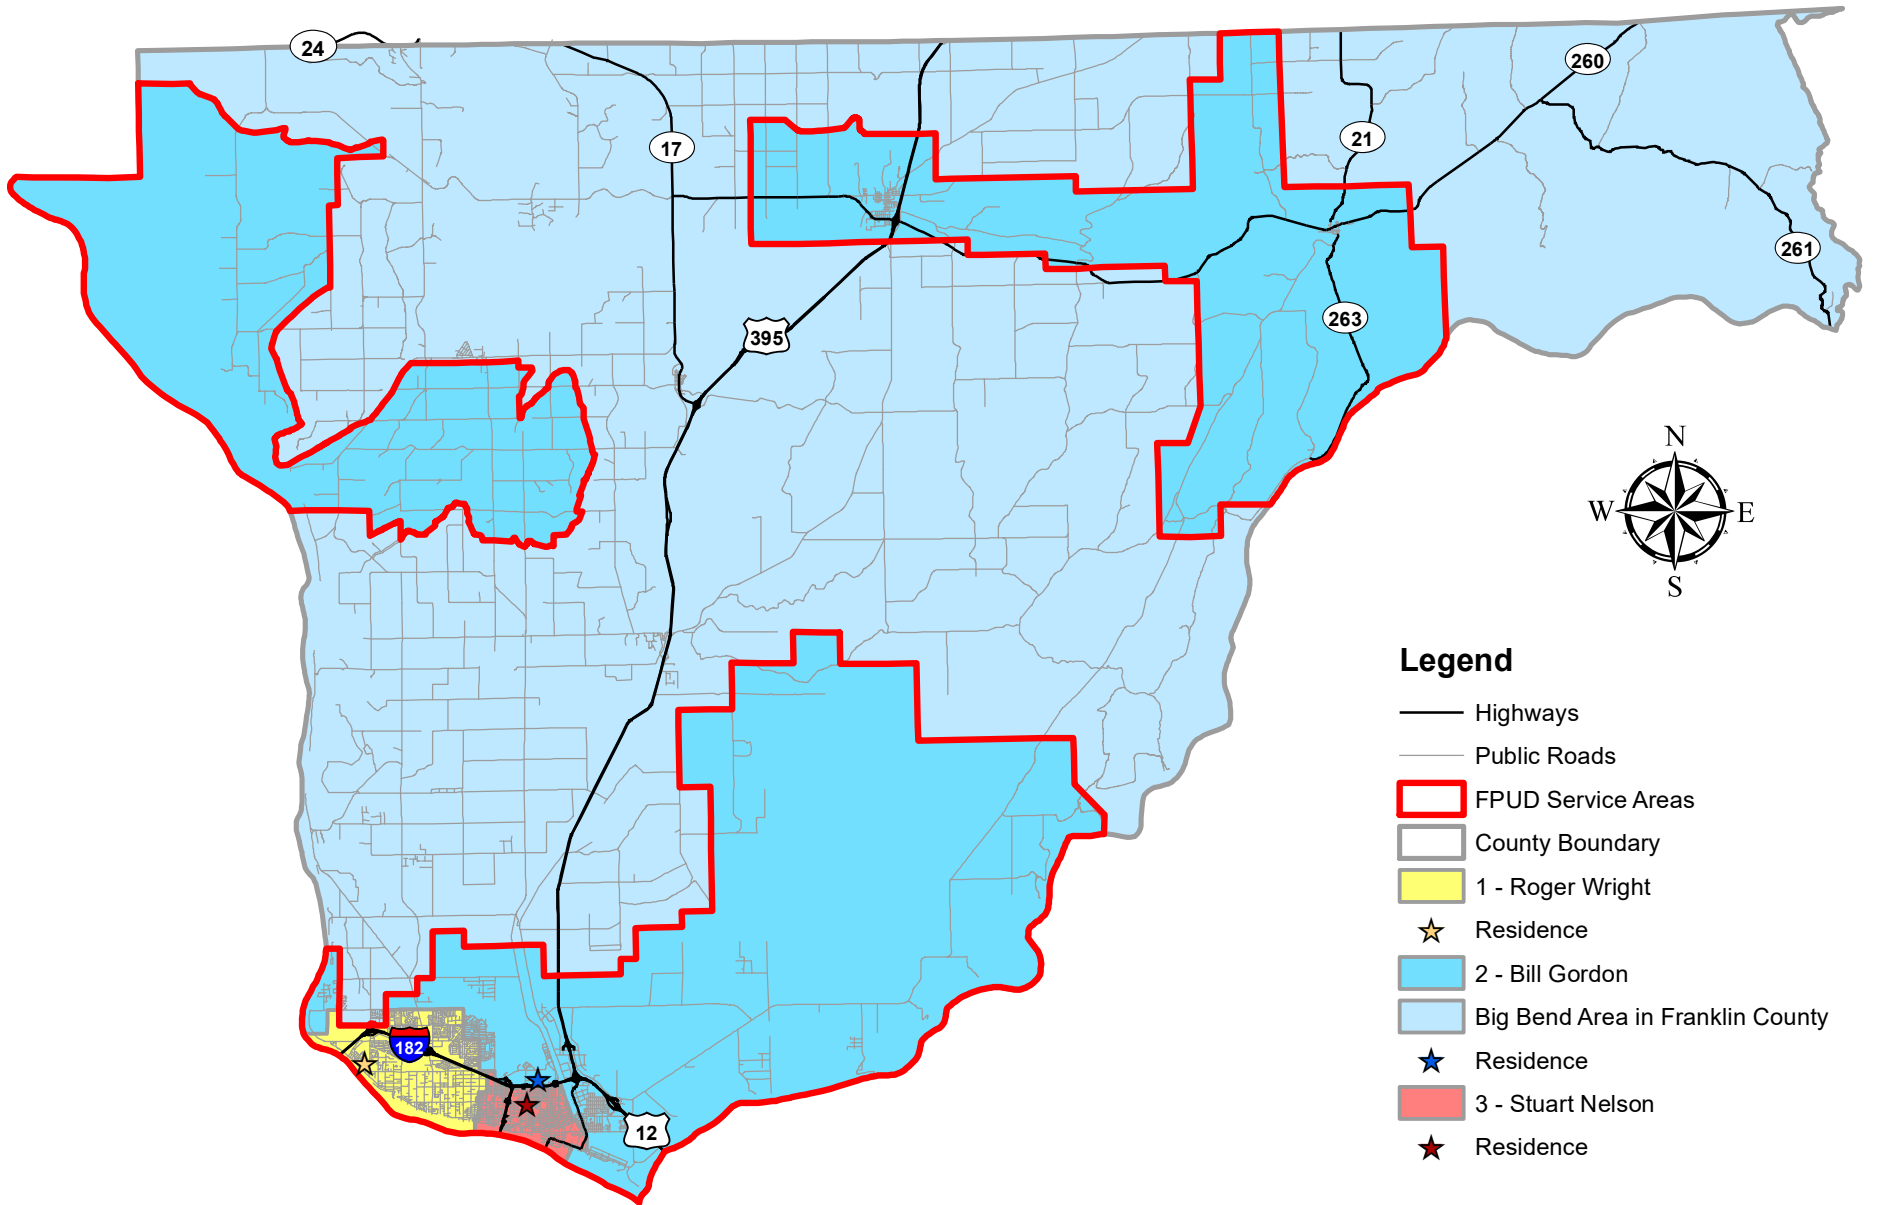 24
260
17
21
261
263
395
N
W
E
S
Legend
Highways
Public Roads
FPUD Service Areas
County Boundary
1 - Roger Wright
Residence
2 - Bill Gordon
Big Bend Area in Franklin County
182
Residence
3 - Stuart Nelson
12
Residence